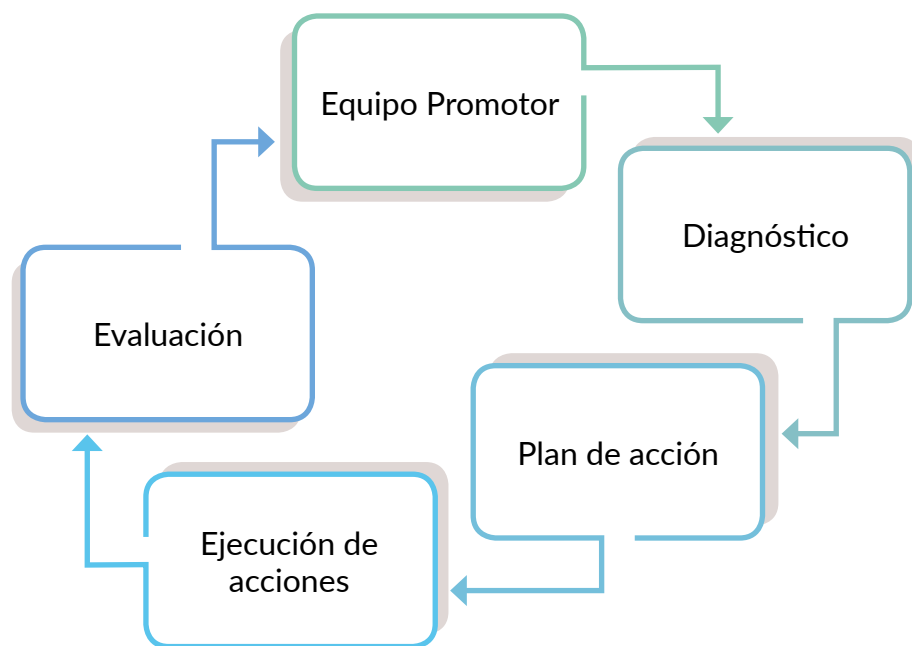 Equipo Promotor
Diagnóstico
Plan de acción
Ejecución de
acciones
Evaluación